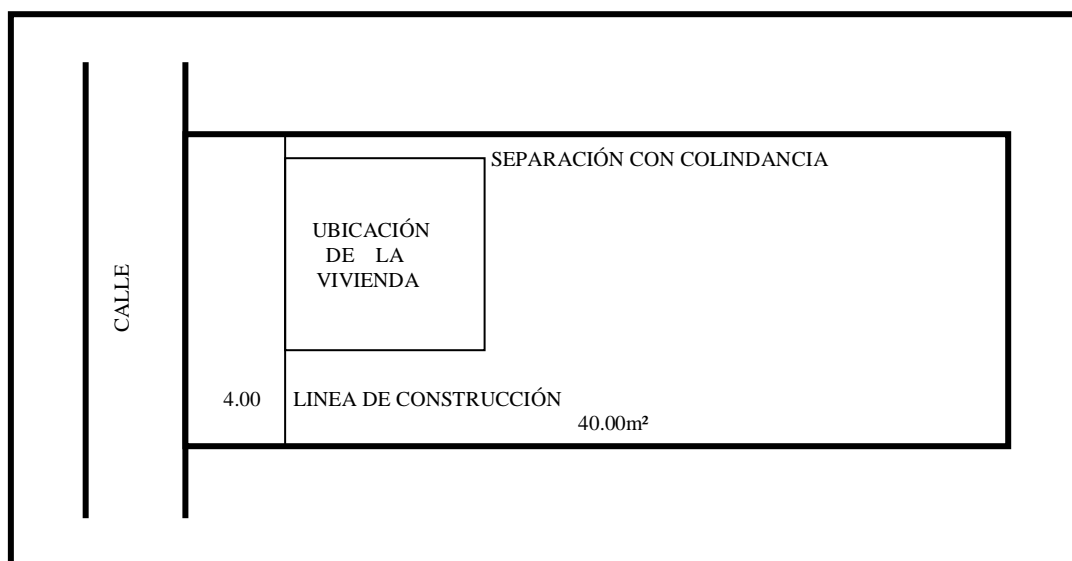 SEPARACIÓN CON COLINDANCIA
UBICACIÓN
DE LA
VIVIENDA
CALLE
4.00
LINEA DE CONSTRUCCIÓN
40.00m²